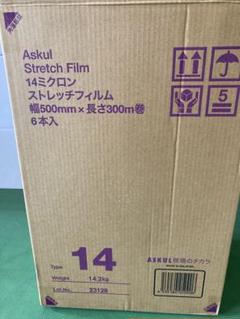 Askul
Stretch Film
14ミクロン
ストレッチフィルム
幅500mm×長さ300m巻
6本入
5
Type 14
Weight 14.2kg
Lot.No. 23128
ASKUL 現場のチカラ